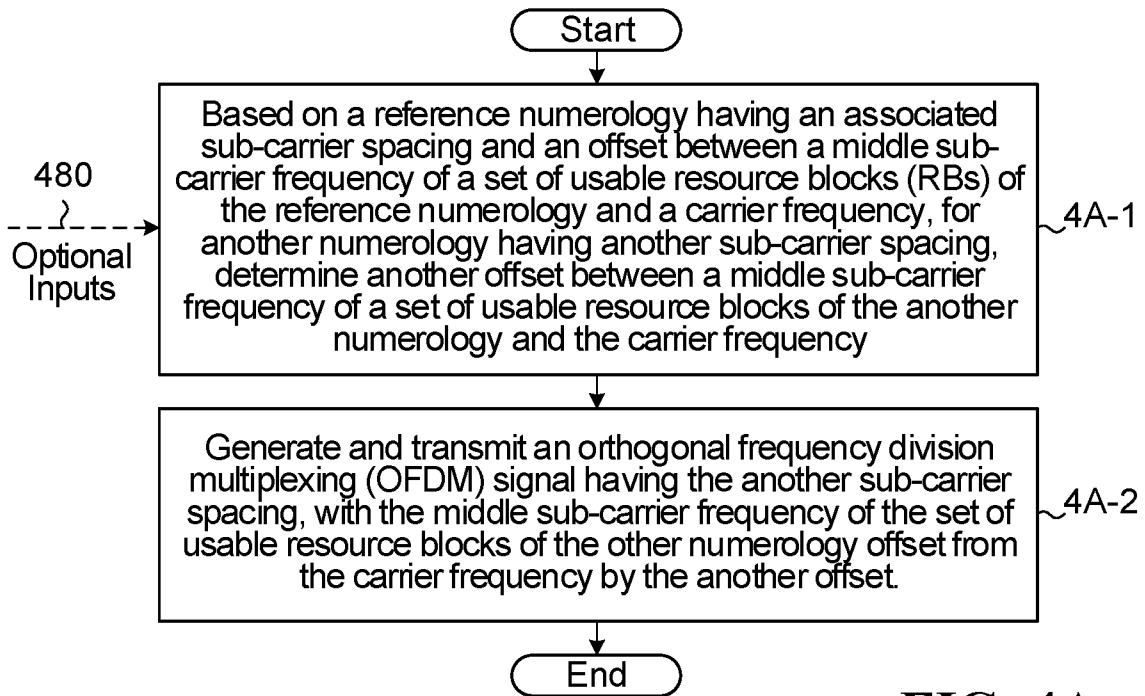 Start
Based on a reference numerology having an associated
sub-carrier spacing and an offset between a middle sub-
carrier frequency of a set of usable resource blocks (RBs) of
the reference numerology and a carrier frequency, for
another numerology having another sub-carrier spacing,
determine another offset between a middle sub-carrier
frequency of a set of usable resource blocks of the another
numerology and the carrier frequency
480
Optional
Inputs
4A-1
Generate and transmit an orthogonal frequency division
multiplexing (OFDM) signal having the another sub-carrier
spacing, with the middle sub-carrier frequency of the set of
usable resource blocks of the other numerology offset from
the carrier frequency by the another offset.
4A-2
End